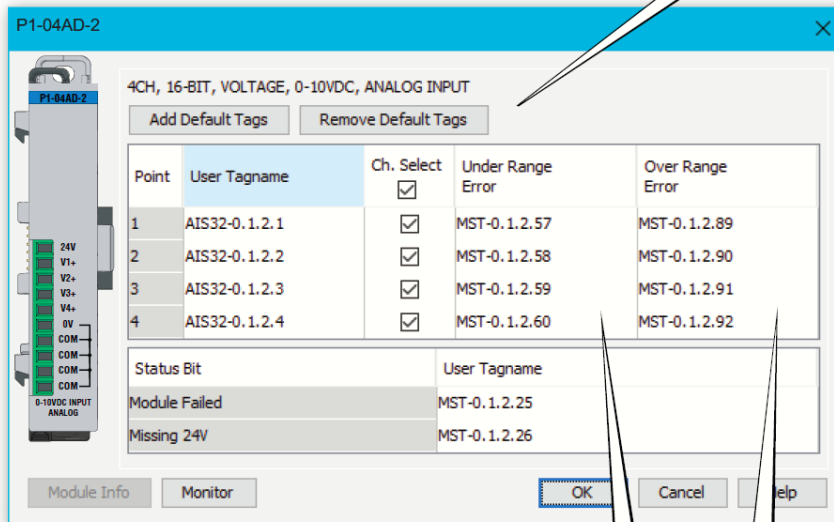 P1-04AD-2
P1-04AD-2
4CH, 16-BIT, VOLTAGE, 0-10VDC, ANALOG INPUT
Add Default Tags Remove Default Tags
Point User Tagname Ch. Select Under Range Error Over Range Error
1 AIS32-0.1.2.1 MST-0.1.2.57 MST-0.1.2.89
2 AIS32-0.1.2.2 MST-0.1.2.58 MST-0.1.2.90
3 AIS32-0.1.2.3 MST-0.1.2.59 MST-0.1.2.91
4 AIS32-0.1.2.4 MST-0.1.2.60 MST-0.1.2.92
24V
V1+
V2+
V3+
V4+
0V
COM
COM
COM
COM
0-10VDC INPUT
ANALOG
Status Bit User Tagname
Module Failed MST-0.1.2.25
Missing 24V MST-0.1.2.26
Module Info Monitor OK Cancel elp